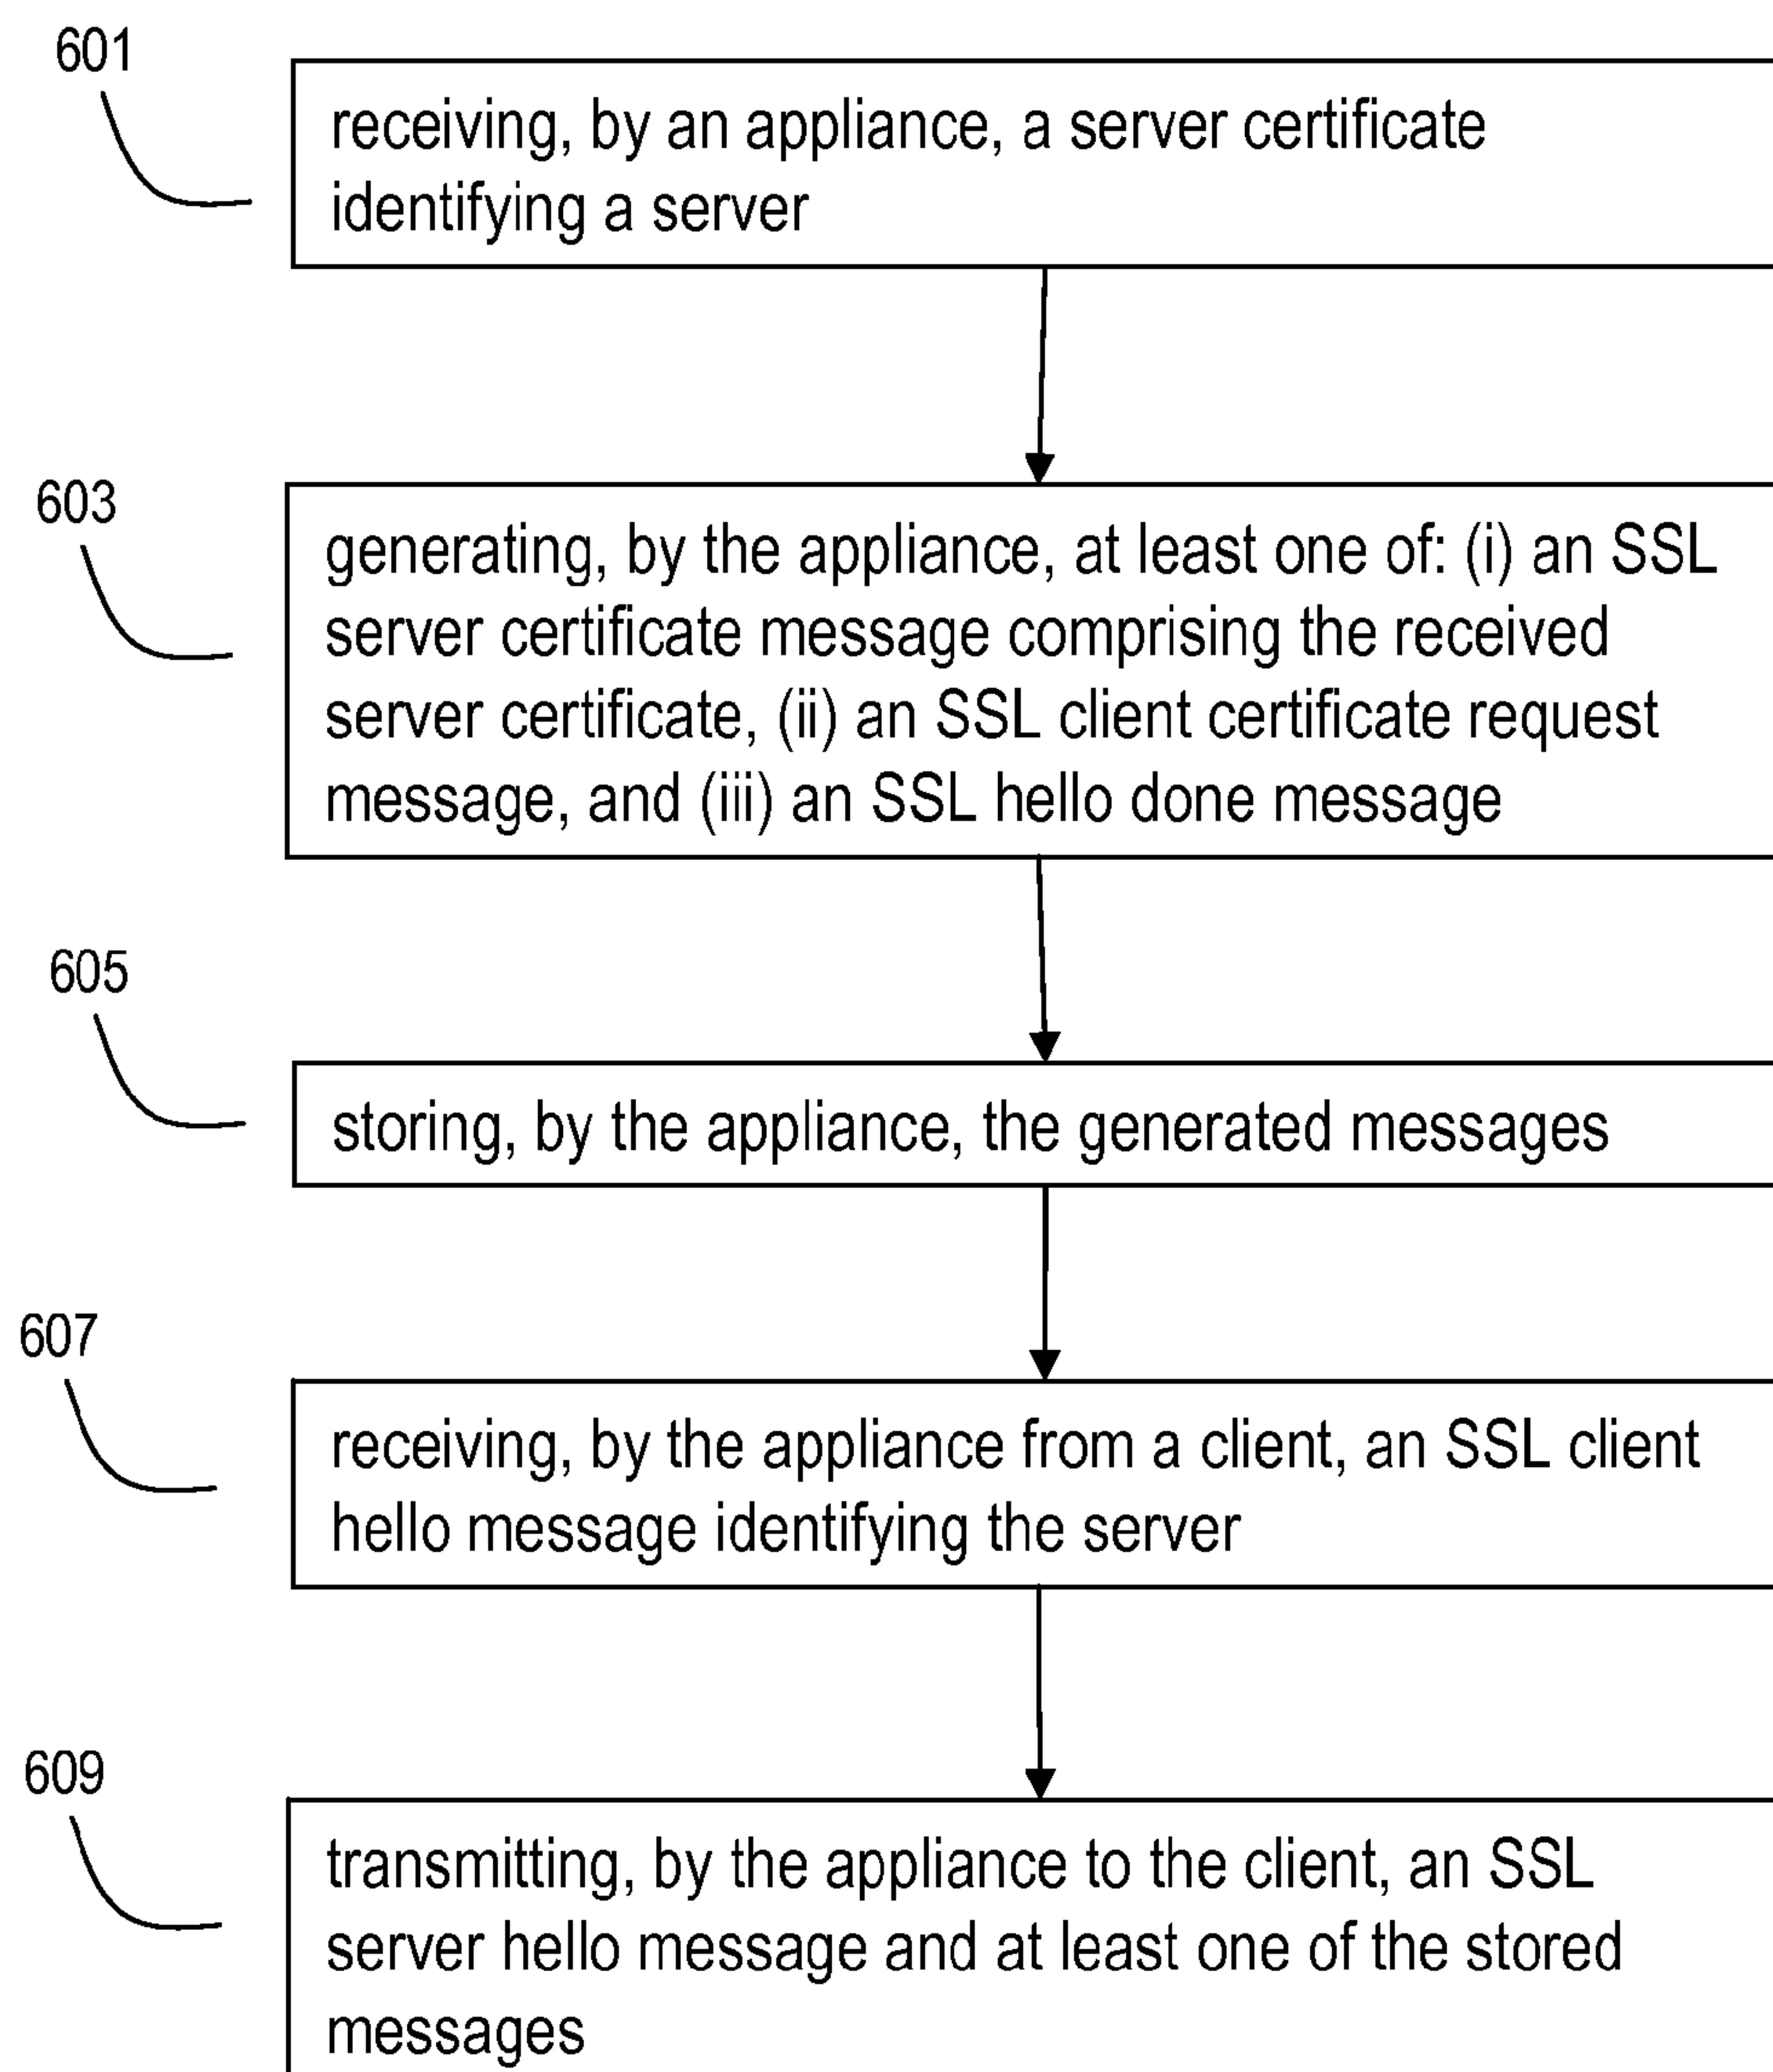 601
receiving, by an appliance, a server certificate
identifying a server
603
generating, by the appliance, at least one of: (i) an SSL
server certificate message comprising the received
server certificate, (ii) an SSL client certificate request
message, and (iii) an SSL hello done message
605
storing, by the appliance, the generated messages
607
receiving, by the appliance from a client, an SSL client
hello message identifying the server
609
transmitting, by the appliance to the client, an SSL
server hello message and at least one of the stored
messages